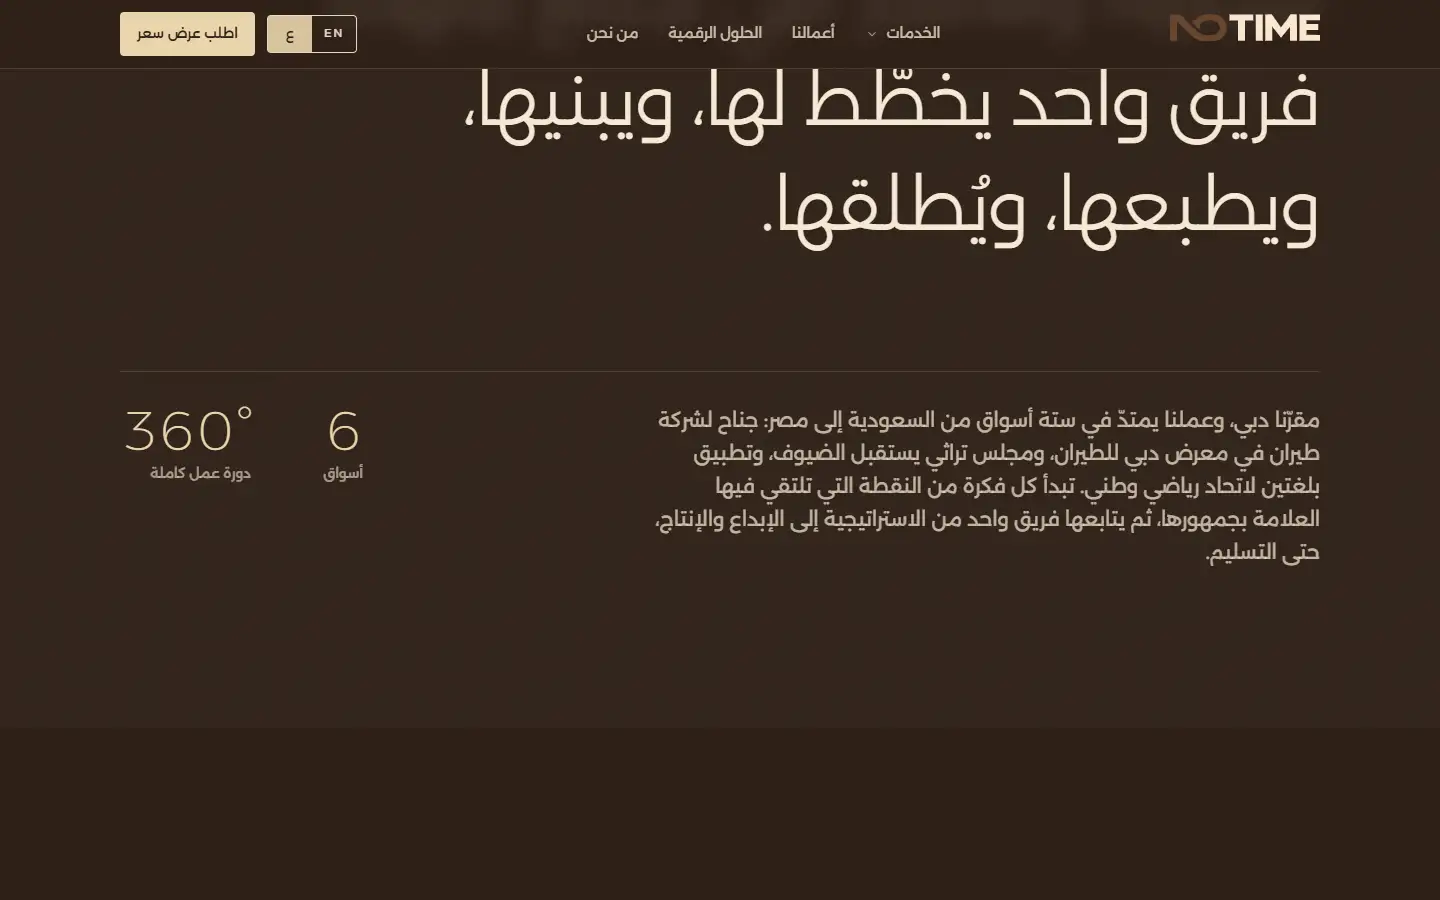 NOTIME
الخدمات
أعمالنا
الحلول الرقمية
من نحن
EN
ع
اطلب عرض سعر
فريق واحد يخطّط لها، ويبنيها،
ويطبعها، ويُطلقها.
مقرّنا دبي، وعملنا يمتدّ في ستة أسواق من السعودية إلى مصر: جناح لشركة
طيران في معرض دبي للطيران، ومجلس تراثي يستقبل الضيوف، وتطبيق
بلغتين لاتحاد رياضي وطني. تبدأ كل فكرة من النقطة التي تلتقي فيها
العلامة بجمهورها، ثم يتابعها فريق واحد من الاستراتيجية إلى الإبداع والإنتاج،
حتى التسليم.
6
أسواق
360°
دورة عمل كاملة